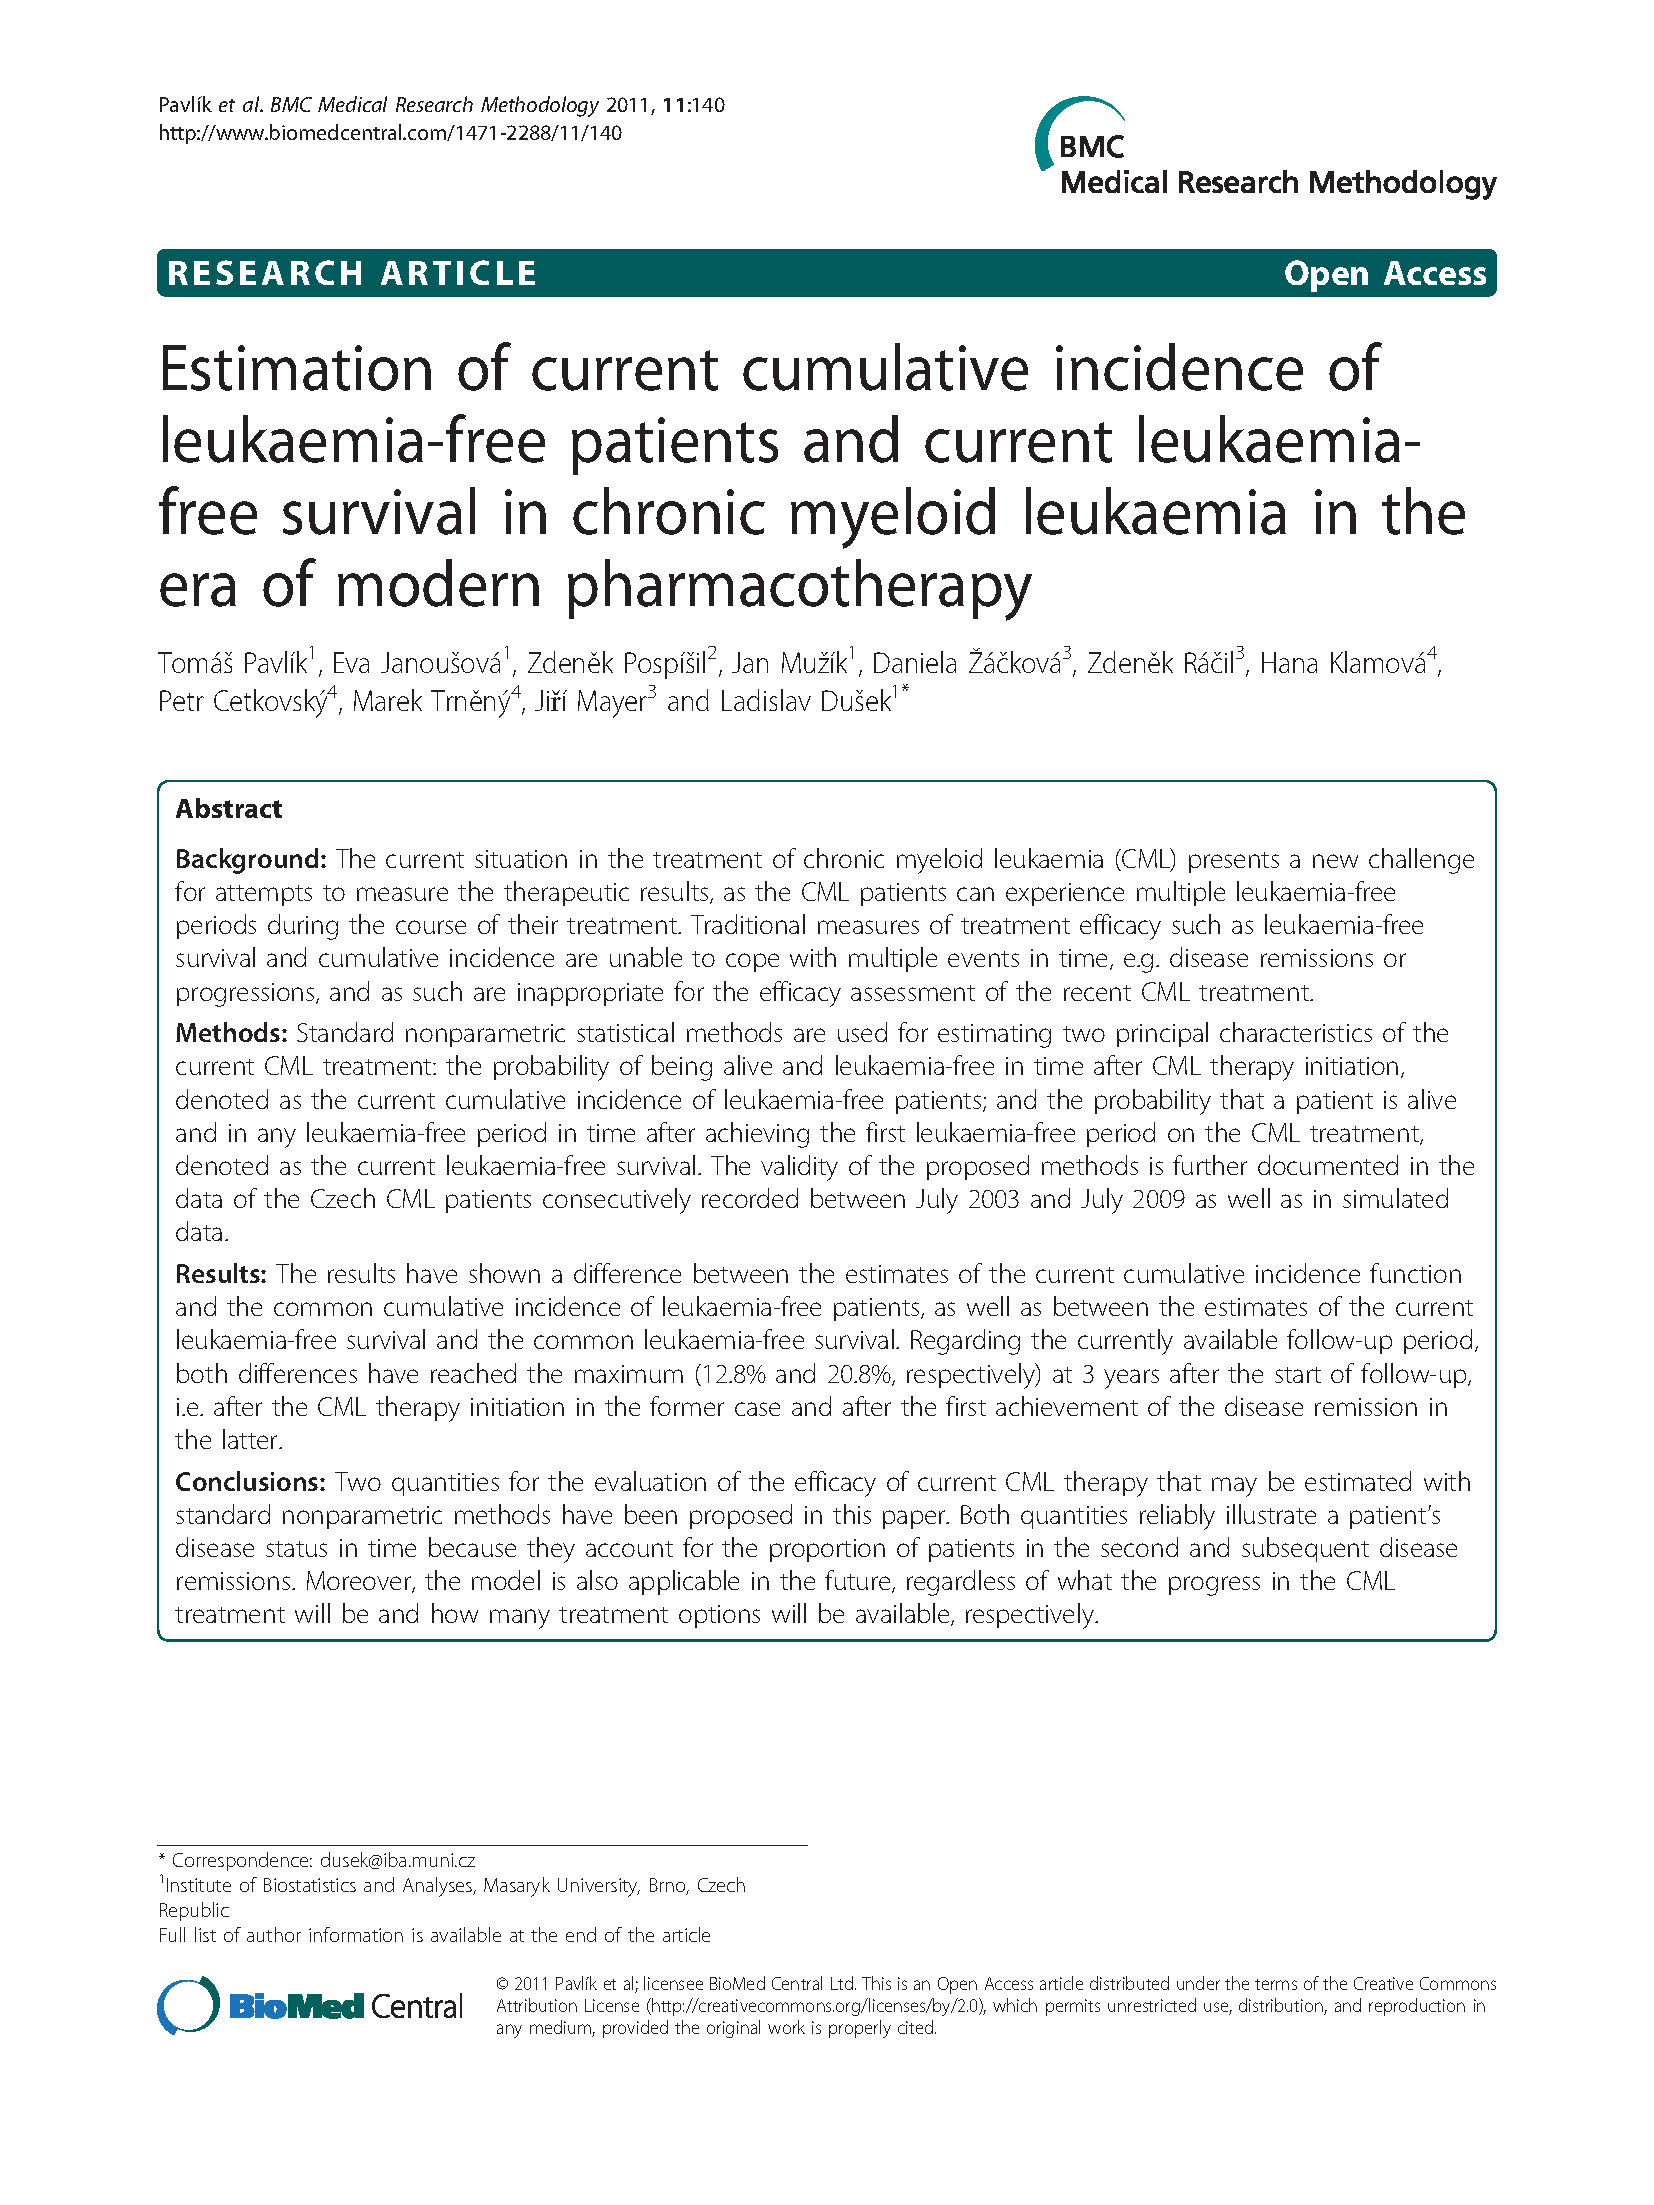 Pavlík et al. BMC Medical Research Methodology 2011, 11:140
http://www.biomedcentral.com/1471-2288/11/140
BMC
Medical Research Methodology
RESEARCH ARTICLE
Open Access
Estimation of current cumulative incidence of
leukaemia-free patients and current leukaemia-
free survival in chronic myeloid leukaemia in the
era of modern pharmacotherapy
Tomáš Pavlík1, Eva Janoušová1, Zdeněk Pospíšil2, Jan Mužík1, Daniela Žáčková3, Zdeněk Ráčil3, Hana Klamová4,
Petr Cetkovský4, Marek Trněný4, Jiří Mayer3 and Ladislav Dušek1*
Abstract
Background: The current situation in the treatment of chronic myeloid leukaemia (CML) presents a new challenge
for attempts to measure the therapeutic results, as the CML patients can experience multiple leukaemia-free
periods during the course of their treatment. Traditional measures of treatment efficacy such as leukaemia-free
survival and cumulative incidence are unable to cope with multiple events in time, e.g. disease remissions or
progressions, and as such are inappropriate for the efficacy assessment of the recent CML treatment.
Methods: Standard nonparametric statistical methods are used for estimating two principal characteristics of the
current CML treatment: the probability of being alive and leukaemia-free in time after CML therapy initiation,
denoted as the current cumulative incidence of leukaemia-free patients; and the probability that a patient is alive
and in any leukaemia-free period in time after achieving the first leukaemia-free period on the CML treatment,
denoted as the current leukaemia-free survival. The validity of the proposed methods is further documented in the
data of the Czech CML patients consecutively recorded between July 2003 and July 2009 as well as in simulated
data.
Results: The results have shown a difference between the estimates of the current cumulative incidence function
and the common cumulative incidence of leukaemia-free patients, as well as between the estimates of the current
leukaemia-free survival and the common leukaemia-free survival. Regarding the currently available follow-up period,
both differences have reached the maximum (12.8% and 20.8%, respectively) at 3 years after the start of follow-up,
i.e. after the CML therapy initiation in the former case and after the first achievement of the disease remission in
the latter.
Conclusions: Two quantities for the evaluation of the efficacy of current CML therapy that may be estimated with
standard nonparametric methods have been proposed in this paper. Both quantities reliably illustrate a patient's
disease status in time because they account for the proportion of patients in the second and subsequent disease
remissions. Moreover, the model is also applicable in the future, regardless of what the progress in the CML
treatment will be and how many treatment options will be available, respectively.
* Correspondence: dusek@iba.muni.cz
1Institute of Biostatistics and Analyses, Masaryk University, Brno, Czech
Republic
Full list of author information is available at the end of the article
BioMed Central
© 2011 Pavlík et al; licensee BioMed Central Ltd. This is an Open Access article distributed under the terms of the Creative Commons
Attribution License (http://creativecommons.org/licenses/by/2.0), which permits unrestricted use, distribution, and reproduction in
any medium, provided the original work is properly cited.